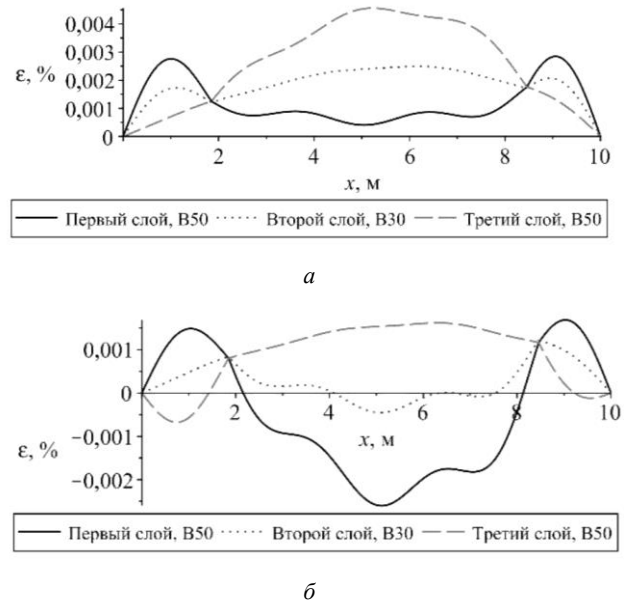 0,004
0,003
ε, %
0,002
0,001
0
2
4
6
8
10
x, м
Первый слой, В50
Второй слой, В30
Третий слой, В50
а
0,001
0
2
4
6
8
10
−0,001
x, м
ε, %
−0,002
Первый слой, В50
Второй слой, В30
Третий слой, В50
б